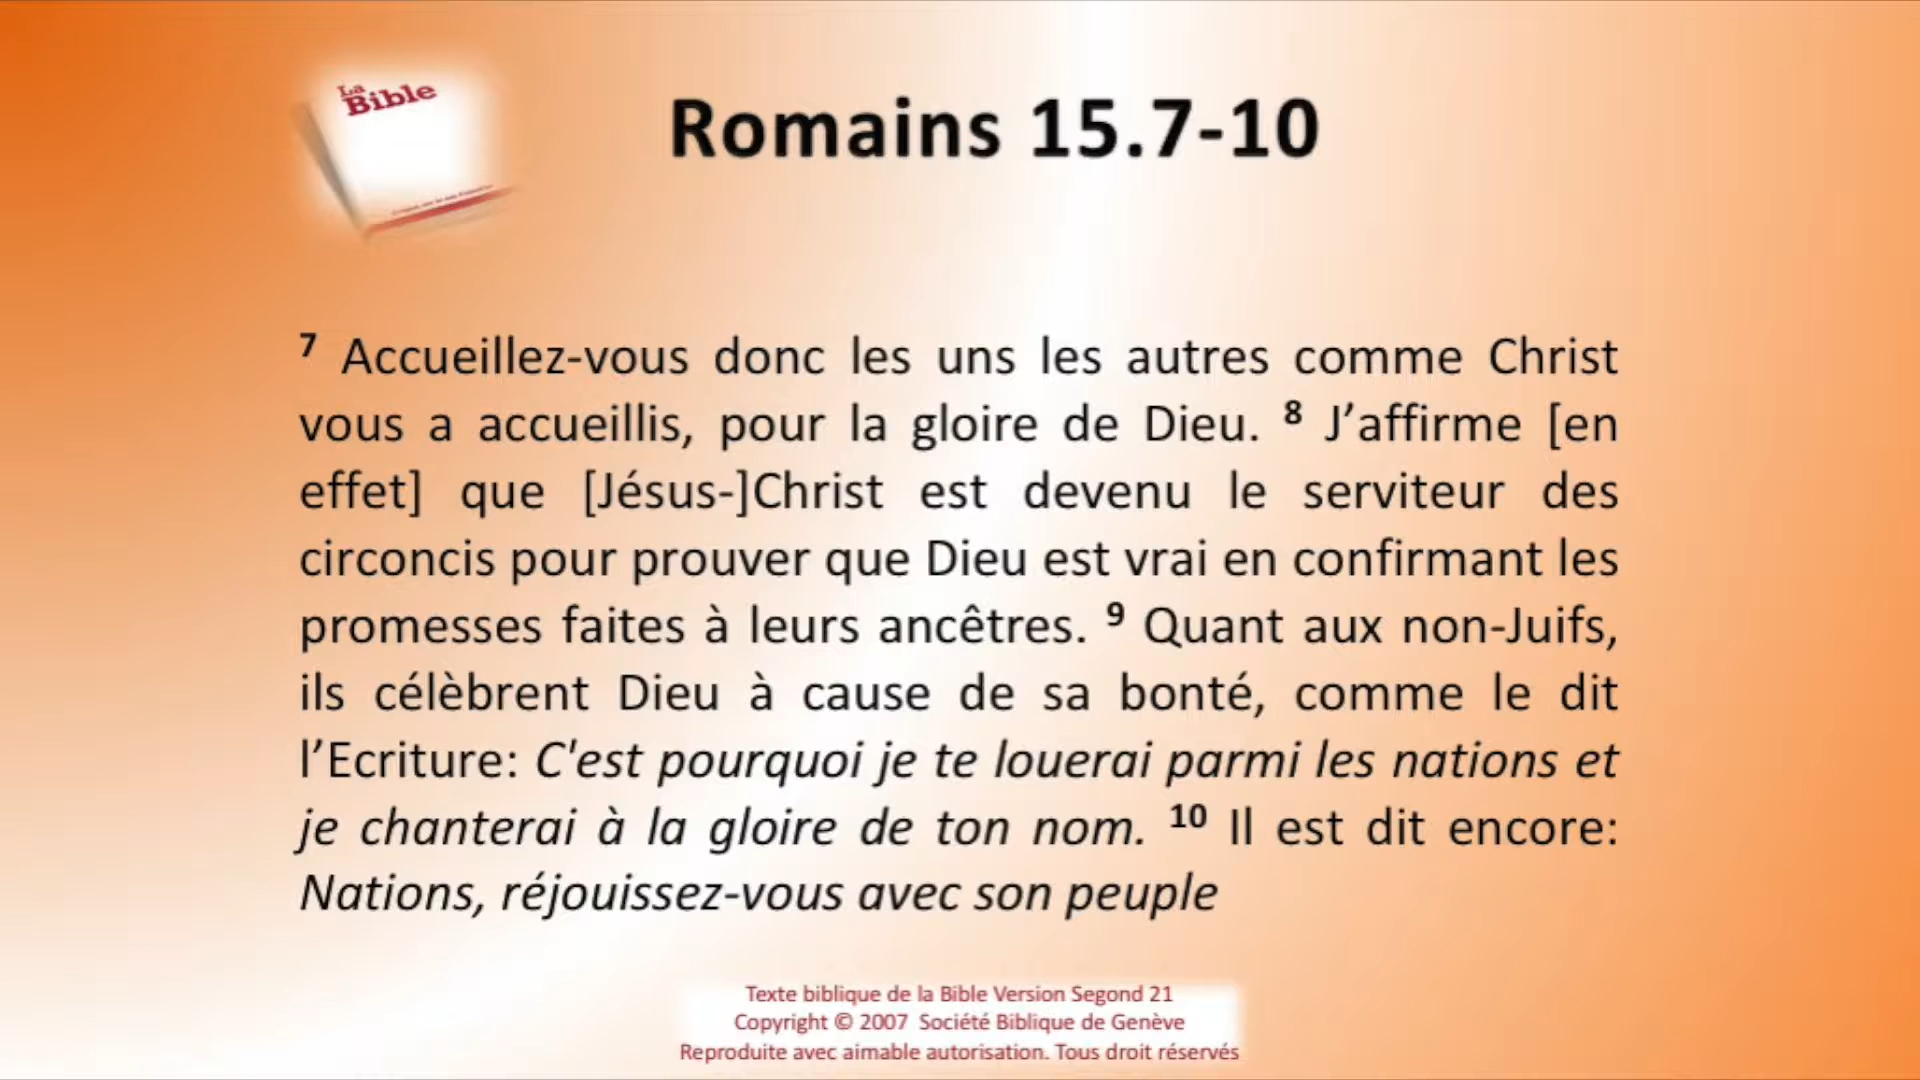 La
Bible
Romains 15.7-10
⁷ Accueillez-vous donc les uns les autres comme Christ
vous a accueillis, pour la gloire de Dieu. ⁸ J’affirme [en
effet] que [Jésus-]Christ est devenu le serviteur des
circoncis pour prouver que Dieu est vrai en confirmant les
promesses faites à leurs ancêtres. ⁹ Quant aux non-Juifs,
ils célèbrent Dieu à cause de sa bonté, comme le dit
l’Ecriture: C'est pourquoi je te louerai parmi les nations et
je chanterai à la gloire de ton nom. ¹⁰ Il est dit encore:
Nations, réjouissez-vous avec son peuple
Texte biblique de la Bible Version Segond 21
Copyright © 2007 Société Biblique de Genève
Reproduite avec aimable autorisation. Tous droit réservés